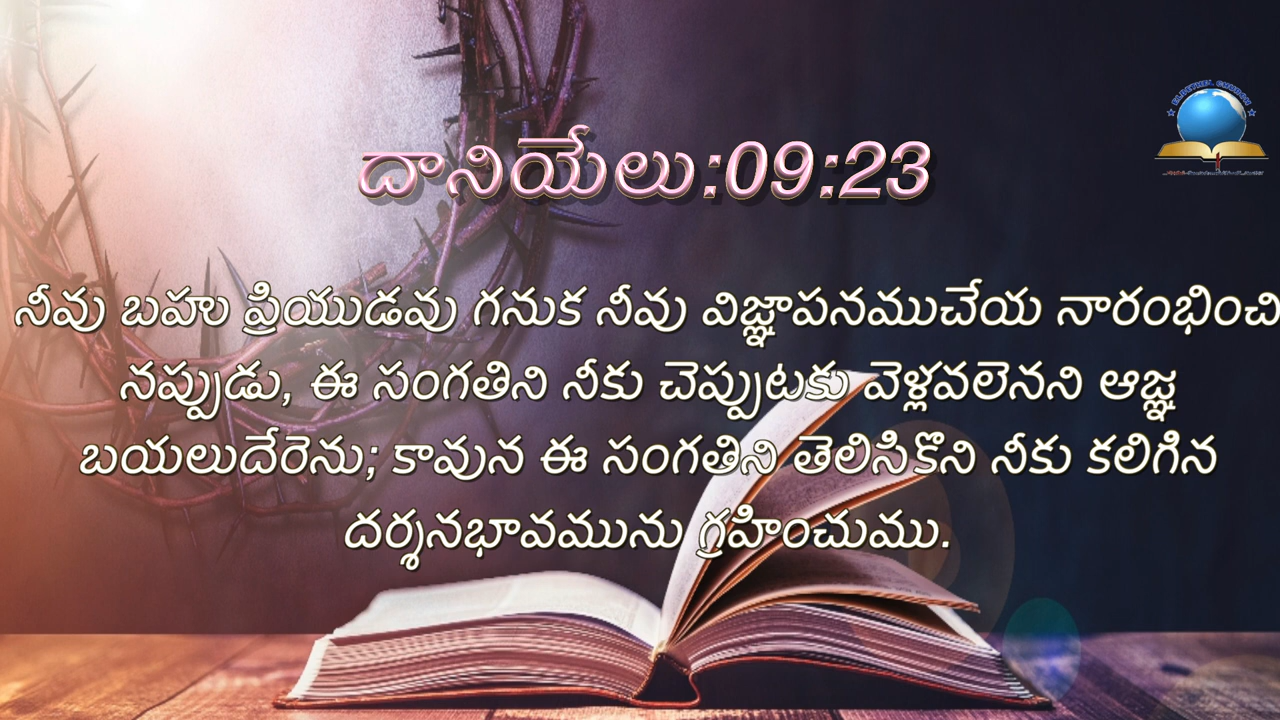 దానియేలు:09:23
నీవు బహు ప్రియుడవు గనుక నీవు విజ్ఞాపనముచేయ నారంభించి
నప్పుడు, ఈ సంగతిని నీకు చెప్పుటకు వెళ్లవలెనని ఆజ్ఞ
బయలుదేరెను; కావున ఈ సంగతిని తెలిసికొని నీకు కలిగిన
దర్శనభావమును గ్రహించుము.
CHURCH